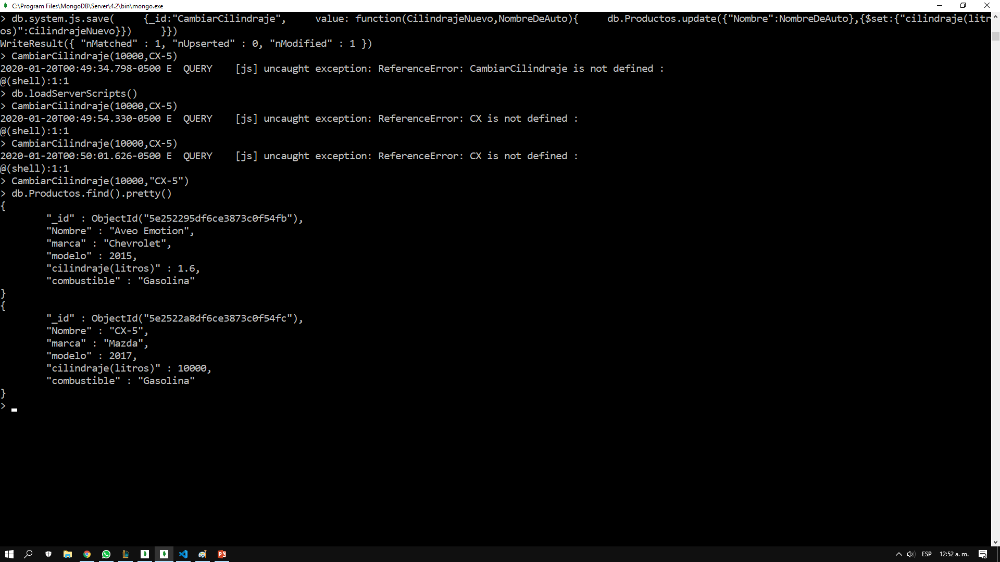 C:\Program Files\MongoDB\Server\4.2\bin\mongo.exe
> db.system.js.save(     {_id:"CambiarCilindraje",     value: function(CilindrajeNuevo,NombreDeAuto){     db.Productos.update({"Nombre":NombreDeAuto},{$set:{"cilindraje(litr
os)":CilindrajeNuevo}})     }})
WriteResult({ "nMatched" : 1, "nUpserted" : 0, "nModified" : 1 })
> CambiarCilindraje(10000,CX-5)
2020-01-20T00:49:34.798-0500 E  QUERY    [js] uncaught exception: ReferenceError: CambiarCilindraje is not defined :
@(shell):1:1
> db.loadServerScripts()
> CambiarCilindraje(10000,CX-5)
2020-01-20T00:49:54.330-0500 E  QUERY    [js] uncaught exception: ReferenceError: CX is not defined :
@(shell):1:1
> CambiarCilindraje(10000,CX-5)
2020-01-20T00:50:01.626-0500 E  QUERY    [js] uncaught exception: ReferenceError: CX is not defined :
@(shell):1:1
> CambiarCilindraje(10000,"CX-5")
> db.Productos.find().pretty()
{
        "_id" : ObjectId("5e252295df6ce3873c0f54fb"),
        "Nombre" : "Aveo Emotion",
        "marca" : "Chevrolet",
        "modelo" : 2015,
        "cilindraje(litros)" : 1.6,
        "combustible" : "Gasolina"
}
{
        "_id" : ObjectId("5e2522a8df6ce3873c0f54fc"),
        "Nombre" : "CX-5",
        "marca" : "Mazda",
        "modelo" : 2017,
        "cilindraje(litros)" : 10000,
        "combustible" : "Gasolina"
}
>
ESP 12:52 a. m.